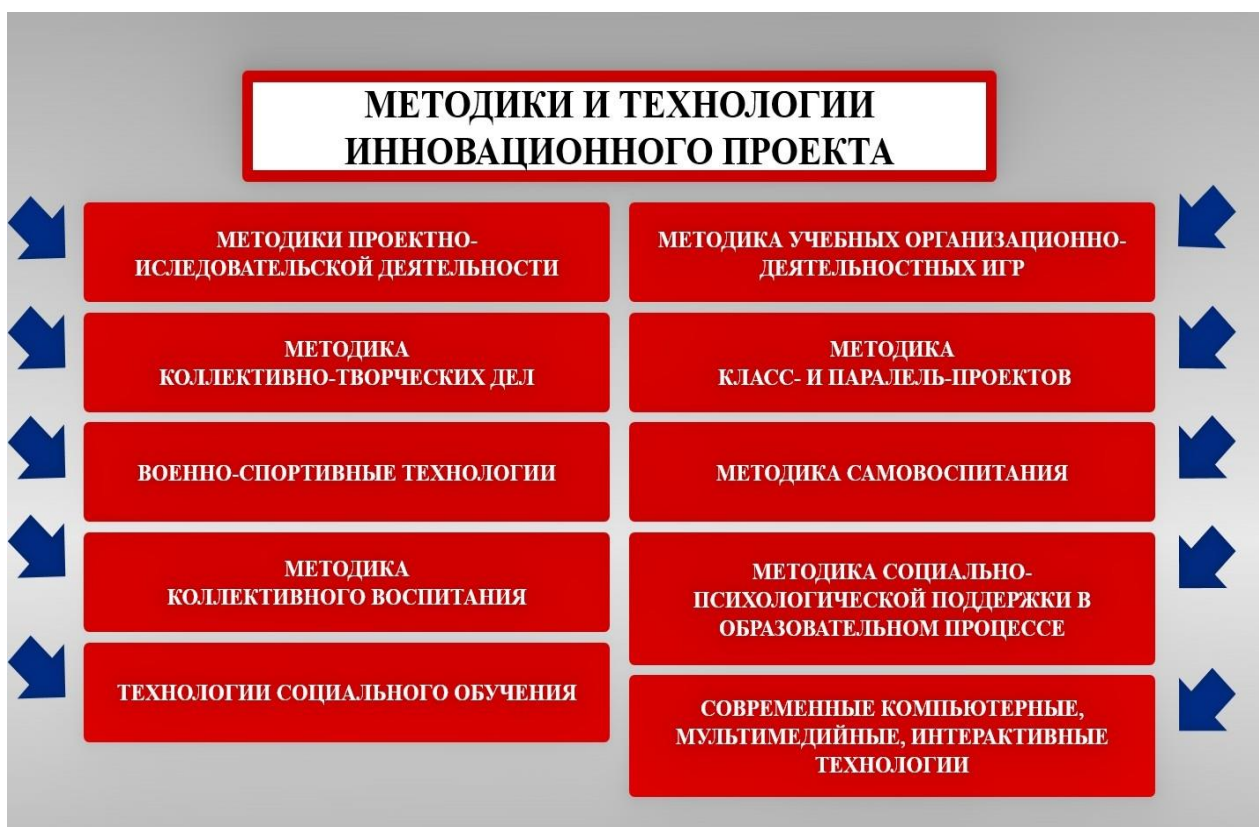 МЕТОДИКИ И ТЕХНОЛОГИИ
ИННОВАЦИОННОГО ПРОЕКТА
МЕТОДИКИ ПРОЕКТНО-
ИСЛЕДОВАТЕЛЬСКОЙ ДЕЯТЕЛЬНОСТИ
МЕТОДИКА
КОЛЛЕКТИВНО-ТВОРЧЕСКИХ ДЕЛ
ВОЕННО-СПОРТИВНЫЕ ТЕХНОЛОГИИ
МЕТОДИКА
КОЛЛЕКТИВНОГО ВОСПИТАНИЯ
ТЕХНОЛОГИИ СОЦИАЛЬНОГО ОБУЧЕНИЯ
МЕТОДИКА УЧЕБНЫХ ОРГАНИЗАЦИОННО-
ДЕЯТЕЛЬНОСТНЫХ ИГР
МЕТОДИКА
КЛАСС- И ПАРАЛЕЛЬ-ПРОЕКТОВ
МЕТОДИКА САМОВОСПИТАНИЯ
МЕТОДИКА СОЦИАЛЬНО-
ПСИХОЛОГИЧЕСКОЙ ПОДДЕРЖКИ В
ОБРАЗОВАТЕЛЬНОМ ПРОЦЕССЕ
СОВРЕМЕННЫЕ КОМПЬЮТЕРНЫЕ,
МУЛЬТИМЕДИЙНЫЕ, ИНТЕРАКТИВНЫЕ
ТЕХНОЛОГИИ